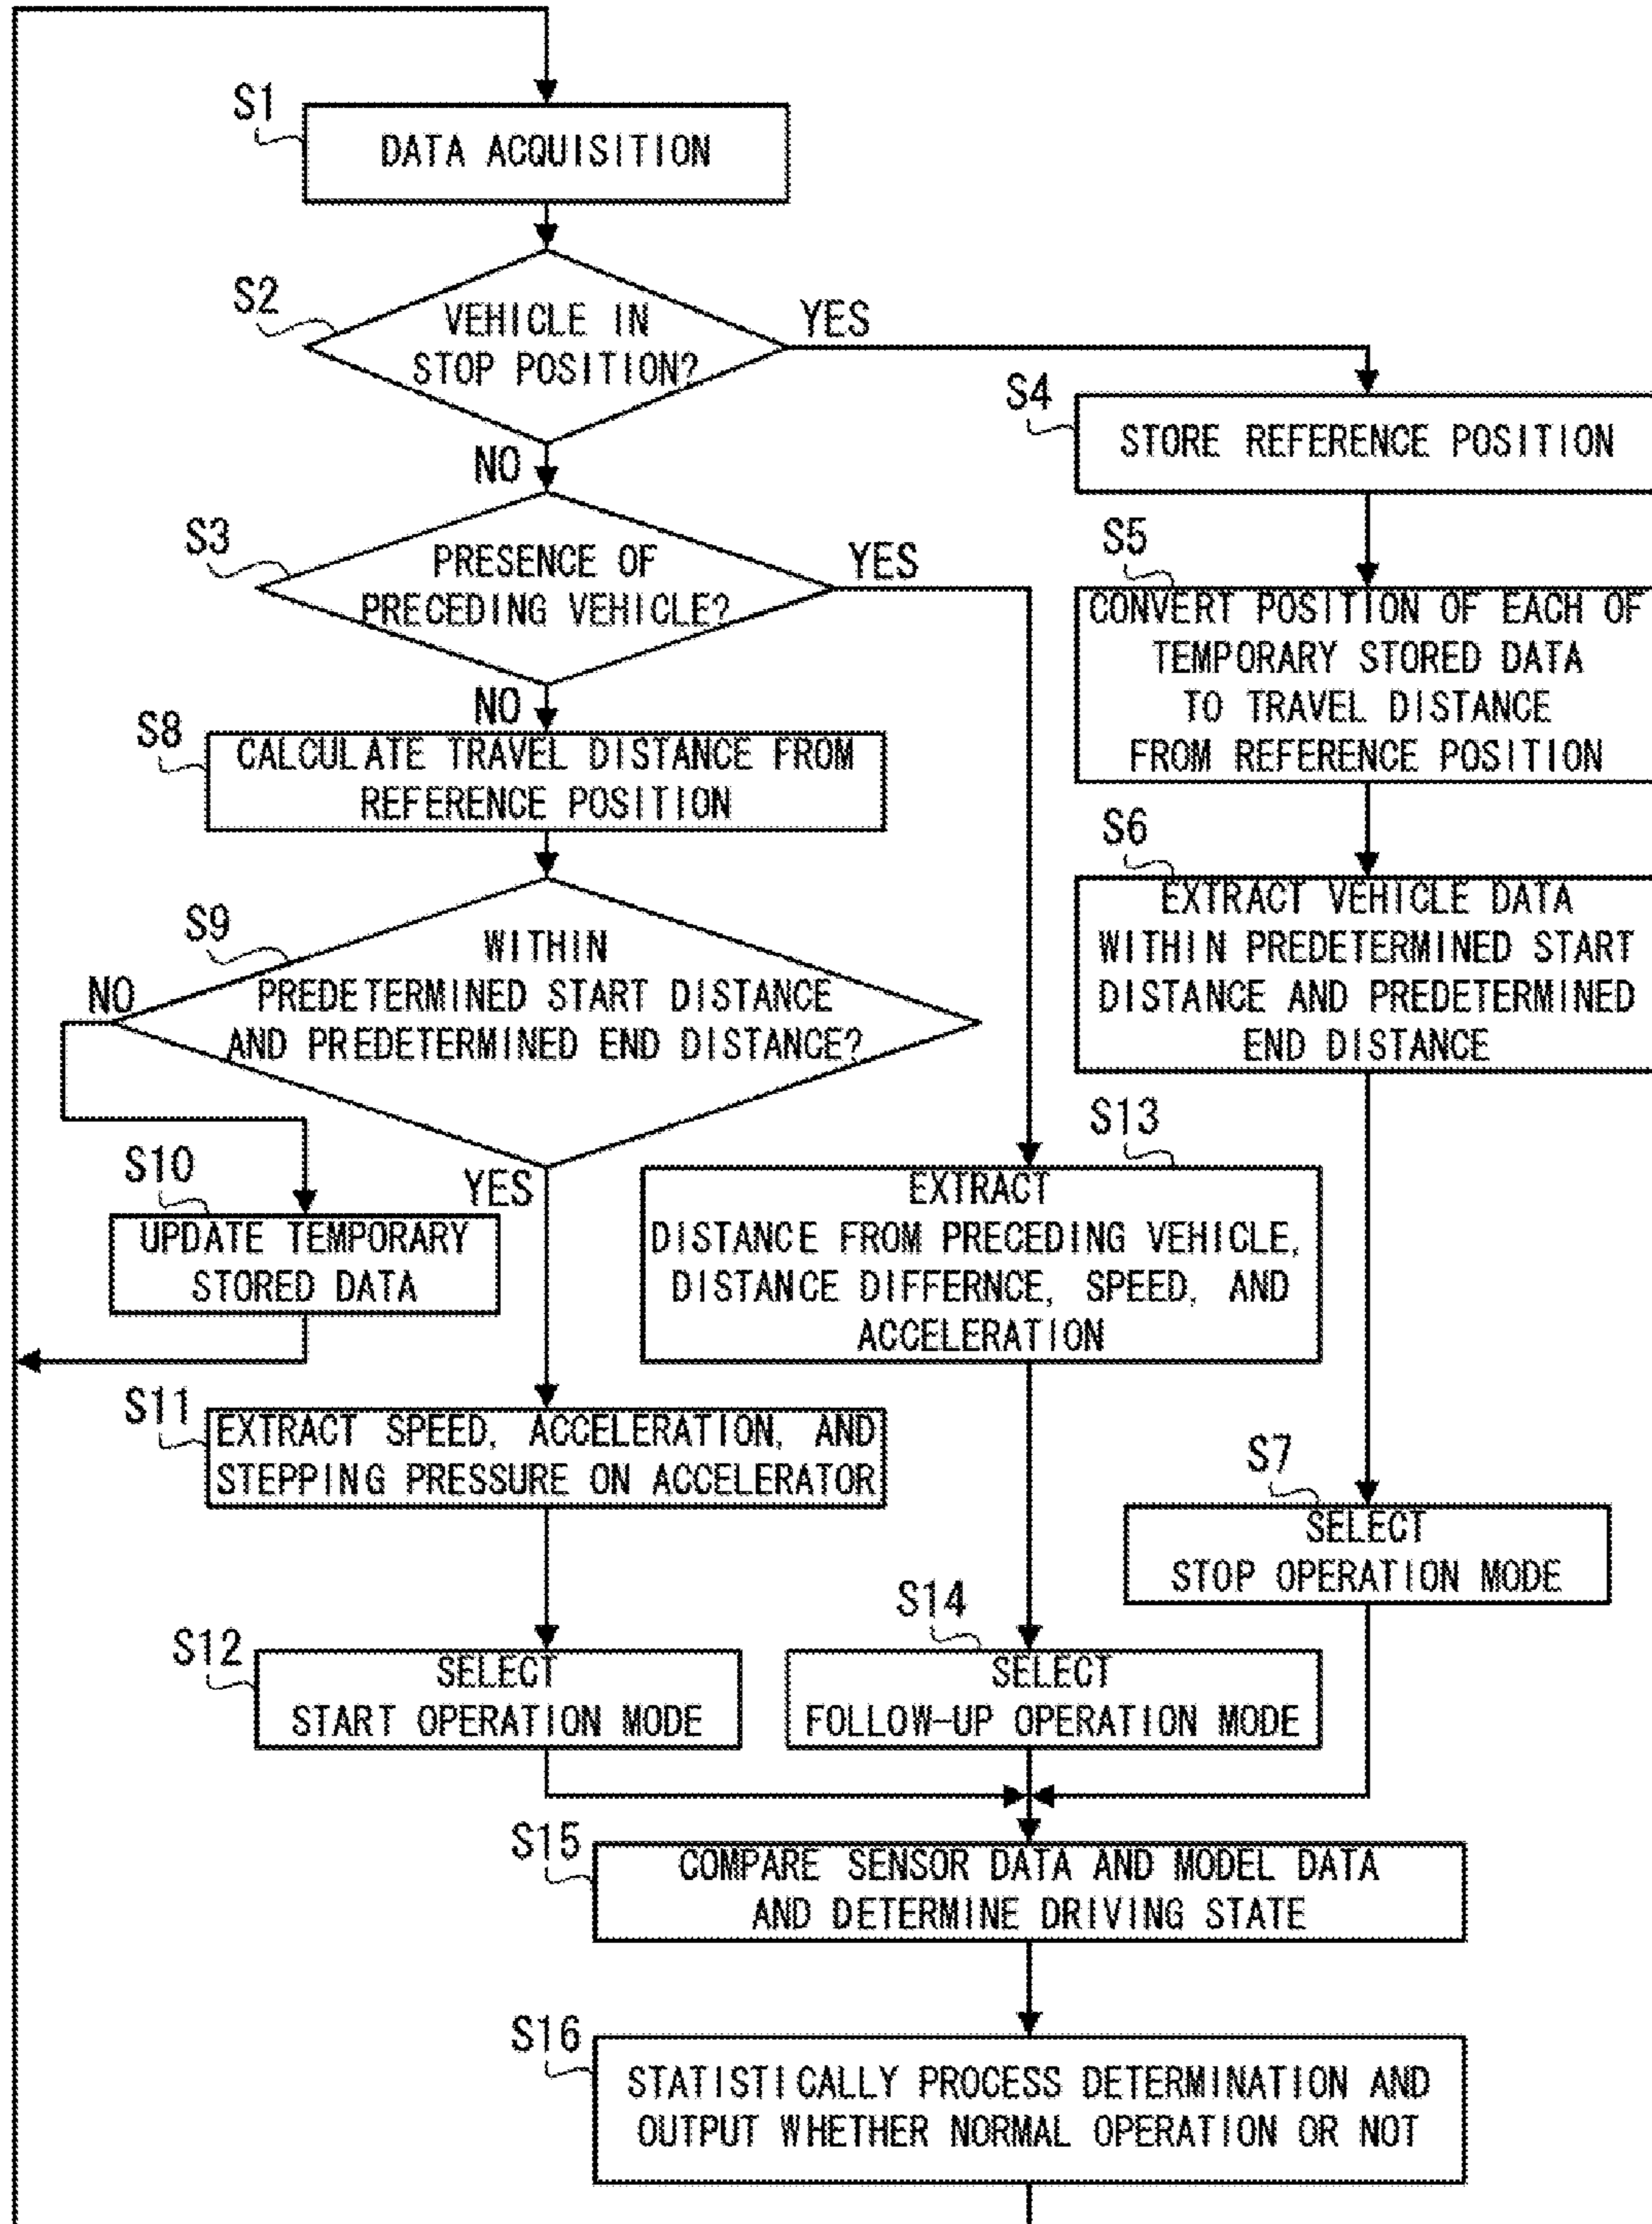 S1
DATA ACQUISITION
S2
VEHICLE IN
STOP POSITION?
YES
NO
S4
STORE REFERENCE POSITION
S3
PRESENCE OF
PRECEDING VEHICLE?
YES
NO
S5
CONVERT POSITION OF EACH OF
TEMPORARY STORED DATA
TO TRAVEL DISTANCE
FROM REFERENCE POSITION
S8
CALCULATE TRAVEL DISTANCE FROM
REFERENCE POSITION
S6
EXTRACT VEHICLE DATA
WITHIN PREDETERMINED START
DISTANCE AND PREDETERMINED
END DISTANCE
S9
WITHIN
PREDETERMINED START DISTANCE
AND PREDETERMINED END DISTANCE?
NO
YES
S10
UPDATE TEMPORARY
STORED DATA
S13
EXTRACT
DISTANCE FROM PRECEDING VEHICLE,
DISTANCE DIFFERNCE, SPEED, AND
ACCELERATION
S11
EXTRACT SPEED, ACCELERATION, AND
STEPPING PRESSURE ON ACCELERATOR
S7
SELECT
STOP OPERATION MODE
S12
SELECT
START OPERATION MODE
S14
SELECT
FOLLOW-UP OPERATION MODE
S15
COMPARE SENSOR DATA AND MODEL DATA
AND DETERMINE DRIVING STATE
S16
STATISTICALLY PROCESS DETERMINATION AND
OUTPUT WHETHER NORMAL OPERATION OR NOT